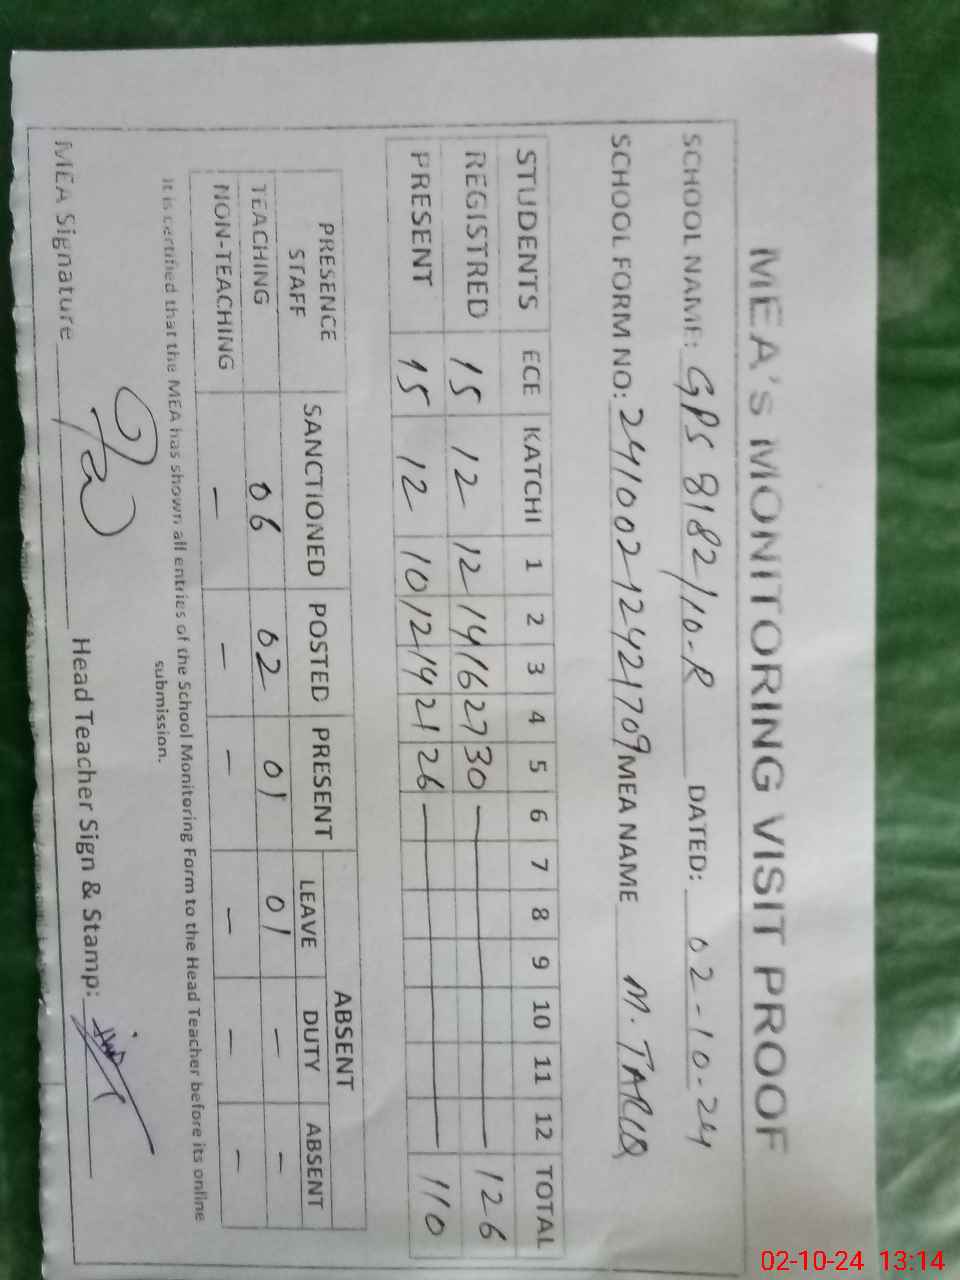 MEA's MONITORING VISIT PROOF
SCHOOL NAME: GPS 8182/10-R DATED: 02-10-24
SCHOOL FORM NO: 24100212421709 MEA NAME M. TARIQ
STUDENTS ECE KATCHI 1 2 3 4 5 6 7 8 9 10 11 12 TOTAL
REGISTRED 15 12 12 14 16 27 30 — 126
PRESENT 15 12 10 12 14 21 26 — 110
PRESENCE STAFF SANCTIONED POSTED PRESENT ABSENT
LEAVE DUTY ABSENT
TEACHING 06 02 01 01 - -
NON-TEACHING - - - - - -
It is certified that the MEA has shown all entries of the School Monitoring Form to the Head Teacher before its online
submission.
MEA Signature Head Teacher Sign & Stamp:
02-10-24 13:14